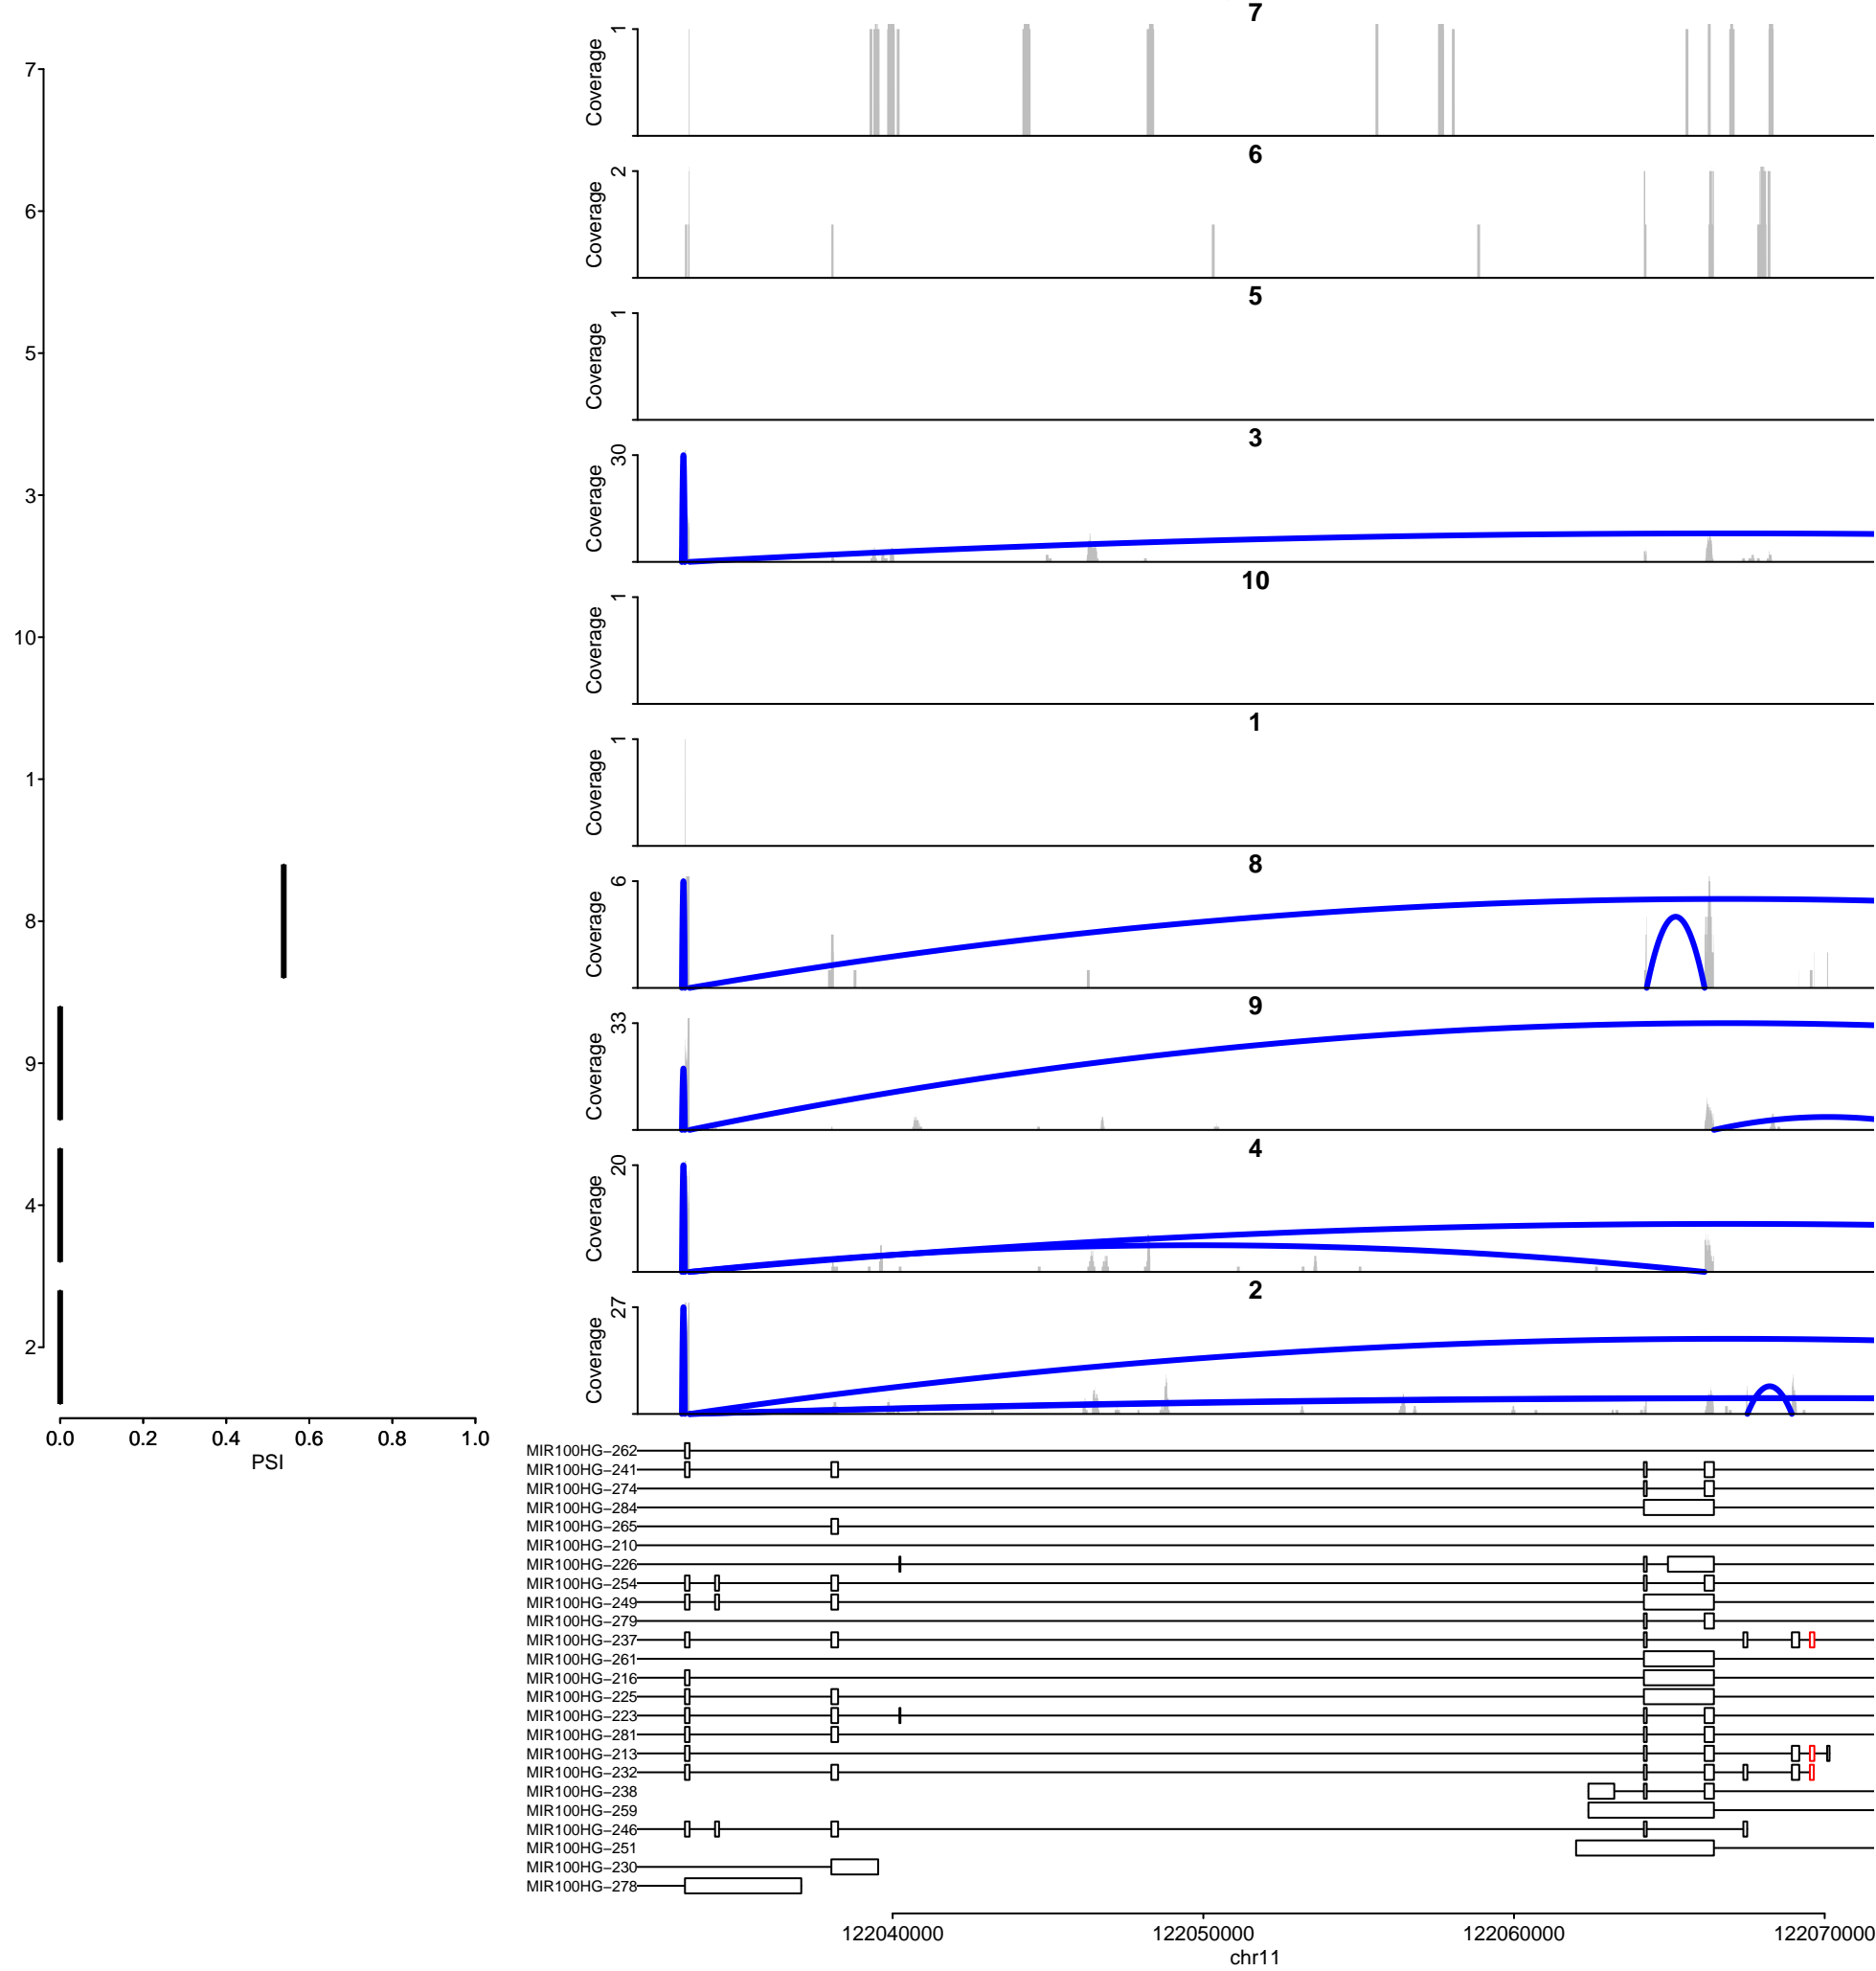 7
6
5
3
10
1
8
9
4
2
0.0 0.2 0.4 0.6 0.8 1.0
PSI
7
Coverage 1
6
Coverage 2
5
Coverage 1
3
Coverage 30
10
Coverage 1
1
Coverage 1
8
Coverage 6
9
Coverage 33
4
Coverage 20
2
Coverage 27
MIR100HG−262
MIR100HG−241
MIR100HG−274
MIR100HG−284
MIR100HG−265
MIR100HG−210
MIR100HG−226
MIR100HG−254
MIR100HG−249
MIR100HG−279
MIR100HG−237
MIR100HG−261
MIR100HG−216
MIR100HG−225
MIR100HG−223
MIR100HG−281
MIR100HG−213
MIR100HG−232
MIR100HG−238
MIR100HG−259
MIR100HG−246
MIR100HG−251
MIR100HG−230
MIR100HG−278
122040000 122050000 122060000 122070000
chr11